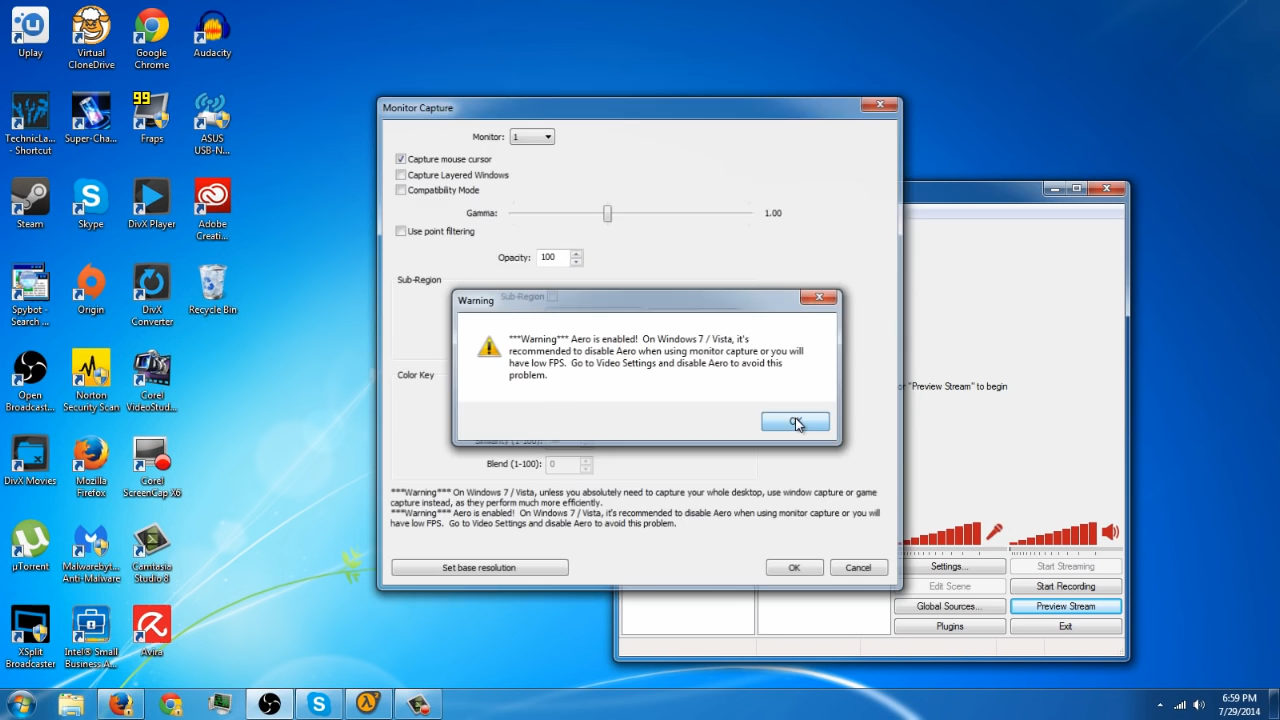 Uplay
Virtual
CloneDrive
Google
Chrome
Audacity
TechnicLa...
- Shortcut
Super-Cha...
99
Fraps
ASUS
USB-N...
Steam
Skype
DivX Player
Adobe
Creati...
Spybot -
Search ...
Origin
DivX
Converter
Recycle Bin
Open
Broadcast...
Norton
Security Scan
Corel
VideoStud...
DivX Movies
Mozilla
Firefox
Corel
ScreenCap X6
µTorrent
Malwareby...
Anti-Malware
Camtasia
Studio 8
XSplit
Broadcaster
Intel® Small
Business A...
Avira
Monitor Capture
Monitor: 1
Capture mouse cursor
Capture Layered Windows
Compatibility Mode
Gamma: 1.00
Use point filtering
Opacity: 100
Sub-Region
Sub-Region
Warning
***Warning*** Aero is enabled! On Windows 7 / Vista, it's
recommended to disable Aero when using monitor capture or you will
have low FPS. Go to Video Settings and disable Aero to avoid this
problem.
OK
Color Key
Similarity (1-100):
Blend (1-100): 0
***Warning*** On Windows 7 / Vista, unless you absolutely need to capture your whole desktop, use window capture or game
capture instead, as they perform much more efficiently.
***Warning*** Aero is enabled! On Windows 7 / Vista, it's recommended to disable Aero when using monitor capture or you will
have low FPS. Go to Video Settings and disable Aero to avoid this problem.
Set base resolution
OK
Cancel
"Preview Stream" to begin
Settings...
Start Streaming
Edit Scene
Start Recording
Global Sources...
Preview Stream
Plugins
Exit
6:59 PM
7/29/2014